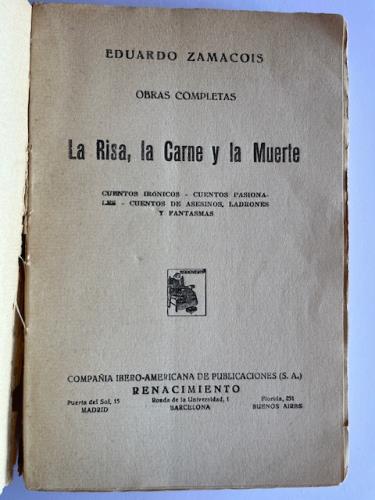 EDUARDO ZAMACOIS
OBRAS COMPLETAS
La Risa, la Carne y la Muerte
CUENTOS IRÓNICOS - CUENTOS PASIONA-
LES - CUENTOS DE ASESINOS, LADRONES
Y FANTASMAS
COMPAÑIA IBERO-AMERICANA DE PUBLICACIONES (S. A.)
RENACIMIENTO
Puerta del Sol, 15 Ronda de la Universidad, 1 Florida, 251
MADRID BARCELONA BUENOS AIRES